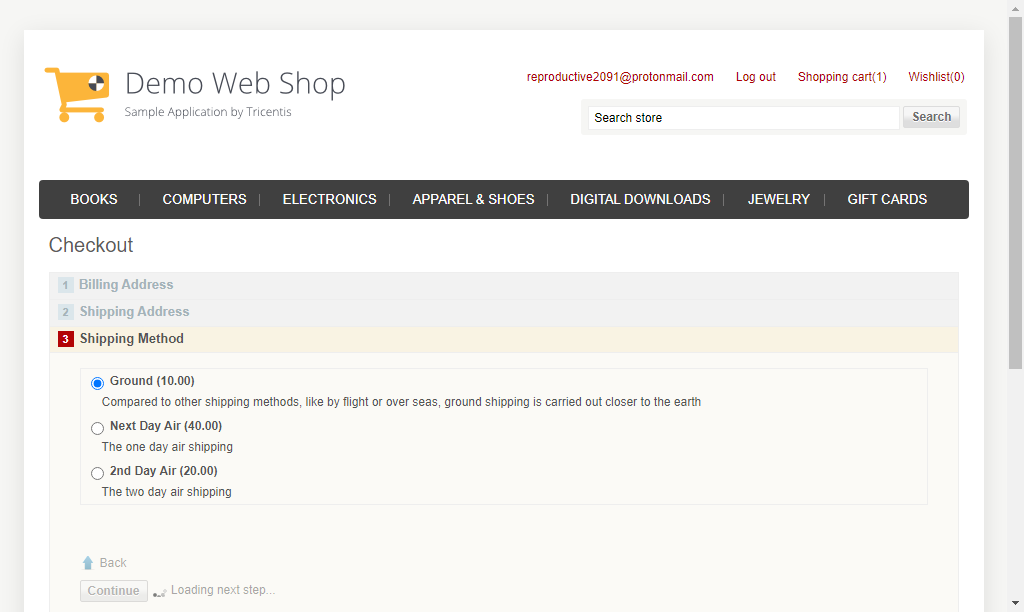 Demo Web Shop
Sample Application by Tricentis
reproductive2091@protonmail.com Log out Shopping cart(1) Wishlist(0)
Search store Search
BOOKS | COMPUTERS | ELECTRONICS | APPAREL & SHOES | DIGITAL DOWNLOADS | JEWELRY | GIFT CARDS
Checkout
1 Billing Address
2 Shipping Address
3 Shipping Method
Ground (10.00)
Compared to other shipping methods, like by flight or over seas, ground shipping is carried out closer to the earth
Next Day Air (40.00)
The one day air shipping
2nd Day Air (20.00)
The two day air shipping
Back
Continue Loading next step...